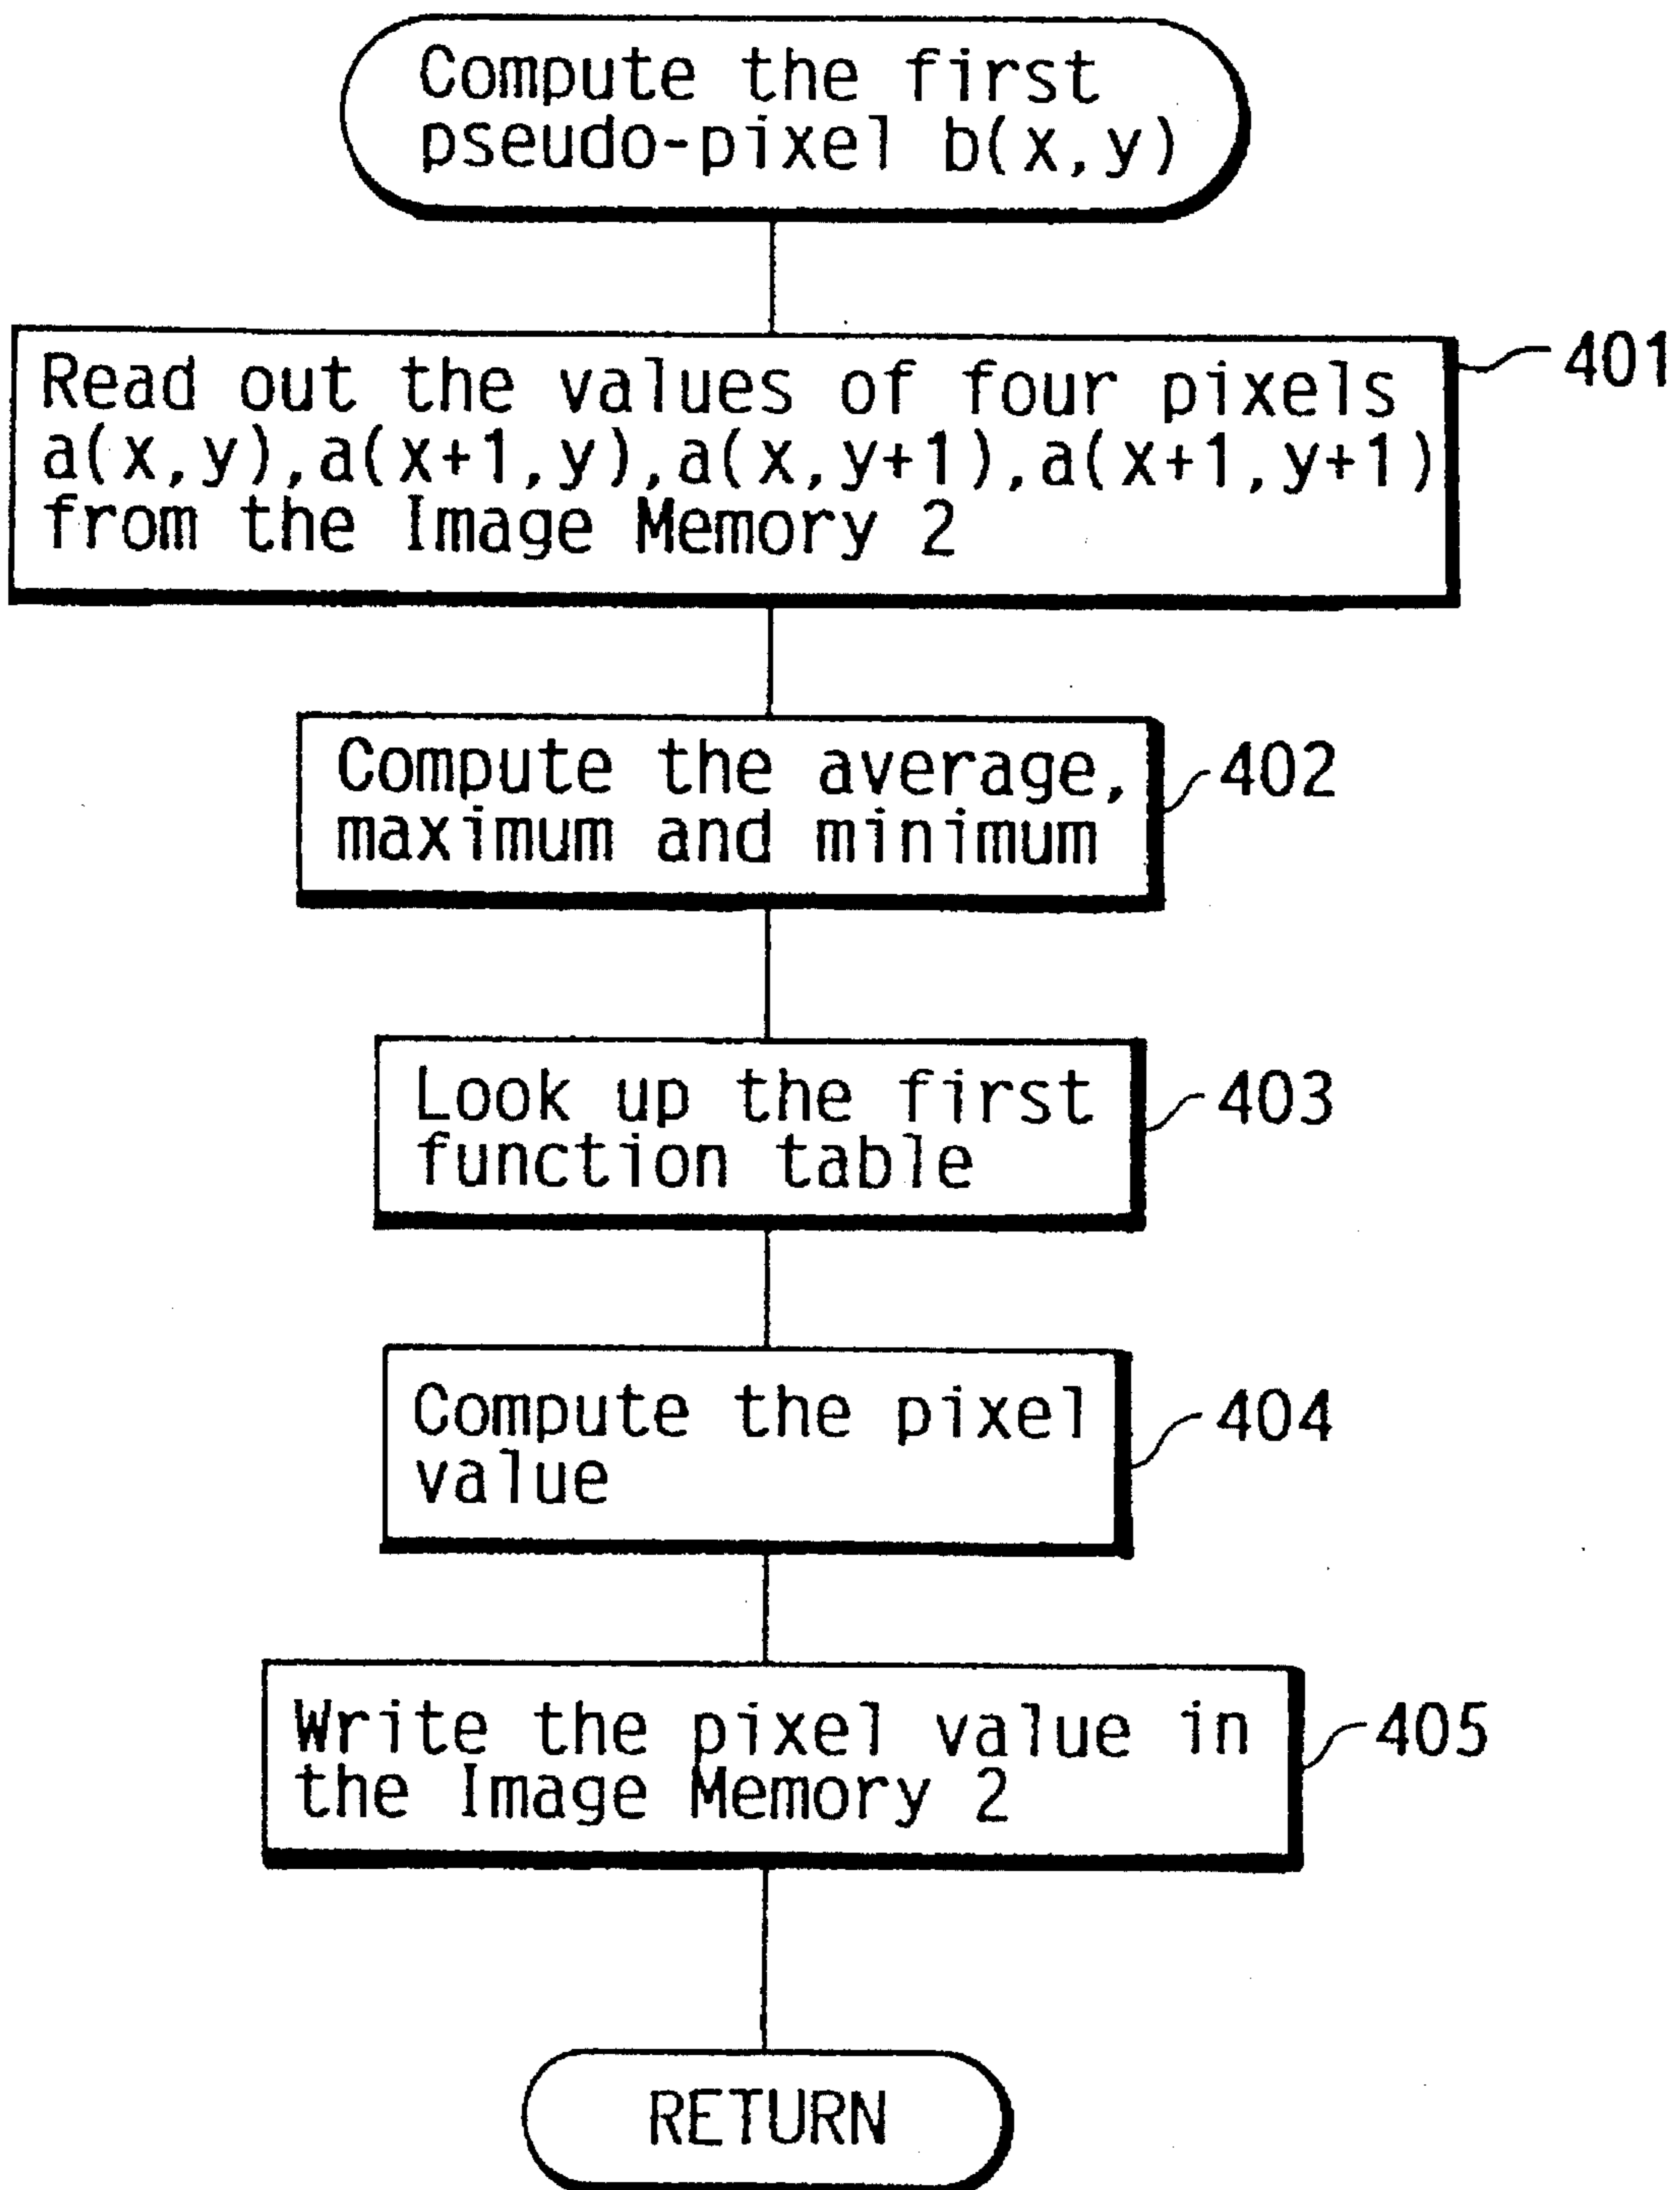 Compute the first
pseudo-pixel b(x,y)
Read out the values of four pixels
a(x,y),a(x+1,y),a(x,y+1),a(x+1,y+1)
from the Image Memory 2
401
Compute the average,
maximum and minimum
402
Look up the first
function table
403
Compute the pixel
value
404
Write the pixel value in
the Image Memory 2
405
RETURN